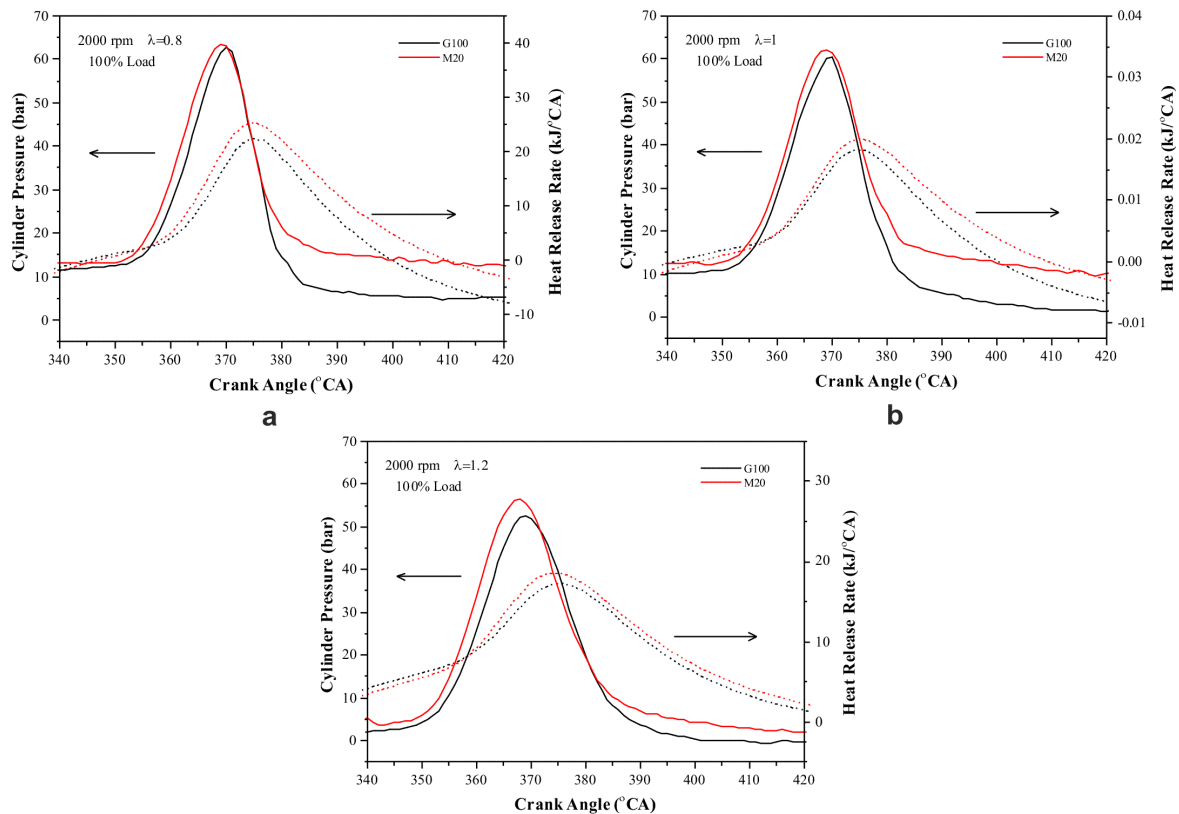 70
60
50
40
30
20
10
0
Cylinder Pressure (bar)
2000 rpm λ=0.8
100% Load
G100
M20
40
30
20
10
0
-10
Heat Release Rate (kJ/°CA)
340 350 360 370 380 390 400 410 420
Crank Angle (°CA)
a
70
60
50
40
30
20
10
0
Cylinder Pressure (bar)
2000 rpm λ=1
100% Load
G100
M20
0.04
0.03
0.02
0.01
0.00
-0.01
Heat Release Rate (kJ/°CA)
340 350 360 370 380 390 400 410 420
Crank Angle (°CA)
b
70
60
50
40
30
20
10
0
Cylinder Pressure (bar)
2000 rpm λ=1.2
100% Load
G100
M20
30
20
10
0
Heat Release Rate (kJ/°CA)
340 350 360 370 380 390 400 410 420
Crank Angle (°CA)